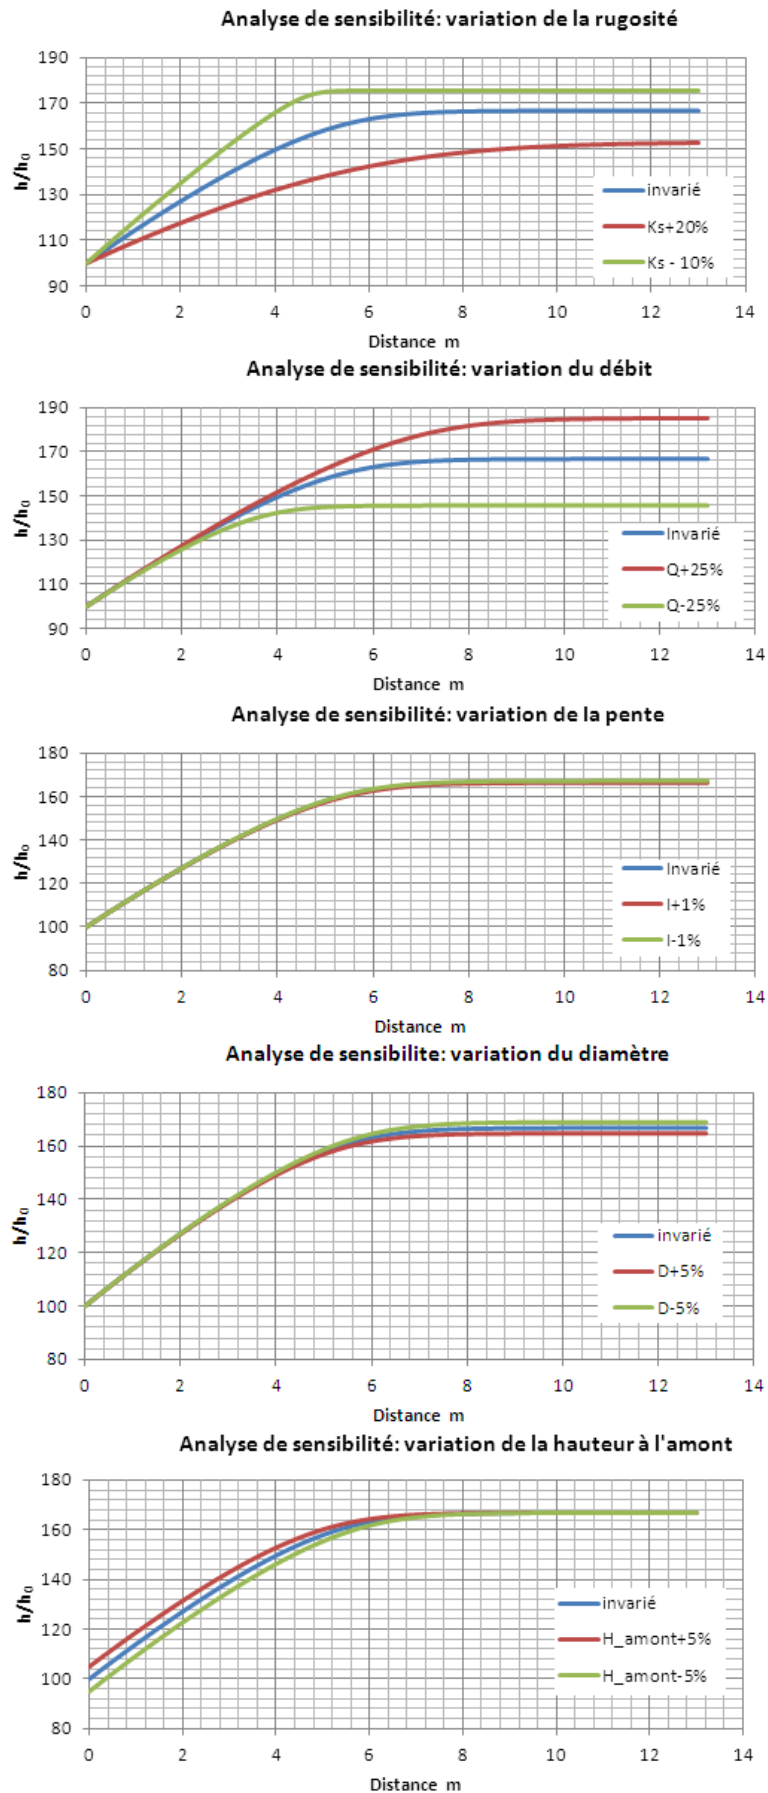 Analyse de sensibilité: variation de la rugosité
190
170
150
130
110
90
h/h₀
invarié
Ks+20%
Ks - 10%
0 2 4 6 8 10 12 14
Distance m
Analyse de sensibilité: variation du débit
190
170
150
130
110
90
h/h₀
Invarié
Q+25%
Q-25%
0 2 4 6 8 10 12 14
Distance m
Analyse de sensibilité: variation de la pente
180
160
140
120
100
80
h/h₀
Invarié
I+1%
I-1%
0 2 4 6 8 10 12 14
Distance m
Analyse de sensibilite: variation du diamètre
180
160
140
120
100
80
h/h₀
invarié
D+5%
D-5%
0 2 4 6 8 10 12 14
Distance m
Analyse de sensibilité: variation de la hauteur à l'amont
180
160
140
120
100
80
h/h₀
invarié
H_amont+5%
H_amont-5%
0 2 4 6 8 10 12 14
Distance m